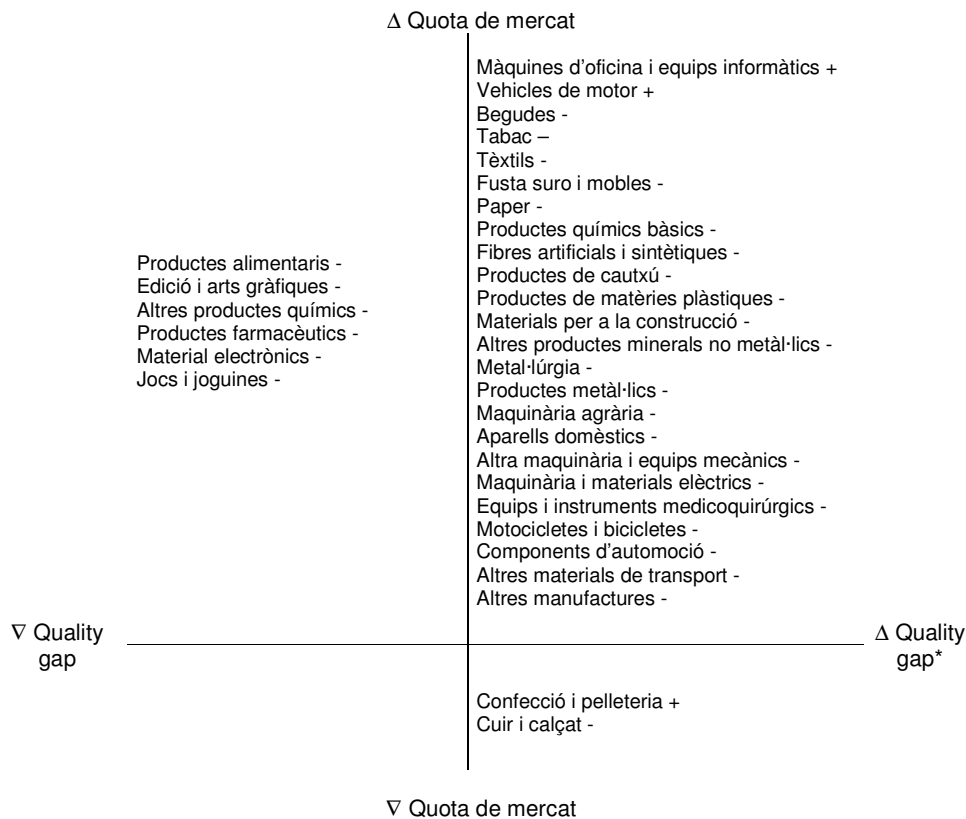 Δ Quota de mercat
Màquines d'oficina i equips informàtics +
Vehicles de motor +
Begudes -
Tabac –
Tèxtils -
Fusta suro i mobles -
Paper -
Productes químics bàsics -
Fibres artificials i sintètiques -
Productes de cautxú -
Productes de matèries plàstiques -
Materials per a la construcció -
Altres productes minerals no metàl·lics -
Metal·lúrgia -
Productes metàl·lics -
Maquinària agrària -
Aparells domèstics -
Altra maquinària i equips mecànics -
Maquinària i materials elèctrics -
Equips i instruments medicoquirúrgics -
Motocicletes i bicicletes -
Components d'automoció -
Altres materials de transport -
Altres manufactures -
Productes alimentaris -
Edició i arts gràfiques -
Altres productes químics -
Productes farmacèutics -
Material electrònics -
Jocs i joguines -
∇ Quality
gap
Δ Quality
gap*
Confecció i pelleteria +
Cuir i calçat -
∇ Quota de mercat